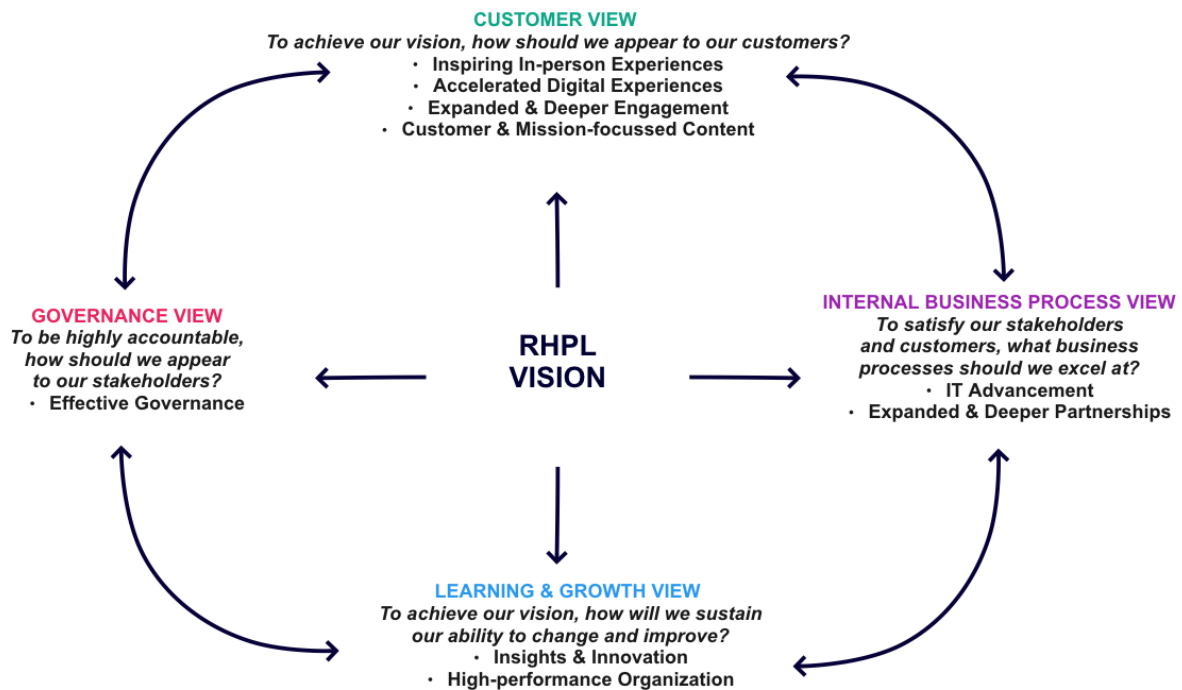 CUSTOMER VIEW
To achieve our vision, how should we appear to our customers?
· Inspiring In-person Experiences
· Accelerated Digital Experiences
· Expanded & Deeper Engagement
· Customer & Mission-focussed Content
GOVERNANCE VIEW
To be highly accountable,
how should we appear
to our stakeholders?
· Effective Governance
RHPL
VISION
INTERNAL BUSINESS PROCESS VIEW
To satisfy our stakeholders
and customers, what business
processes should we excel at?
· IT Advancement
· Expanded & Deeper Partnerships
LEARNING & GROWTH VIEW
To achieve our vision, how will we sustain
our ability to change and improve?
· Insights & Innovation
· High-performance Organization